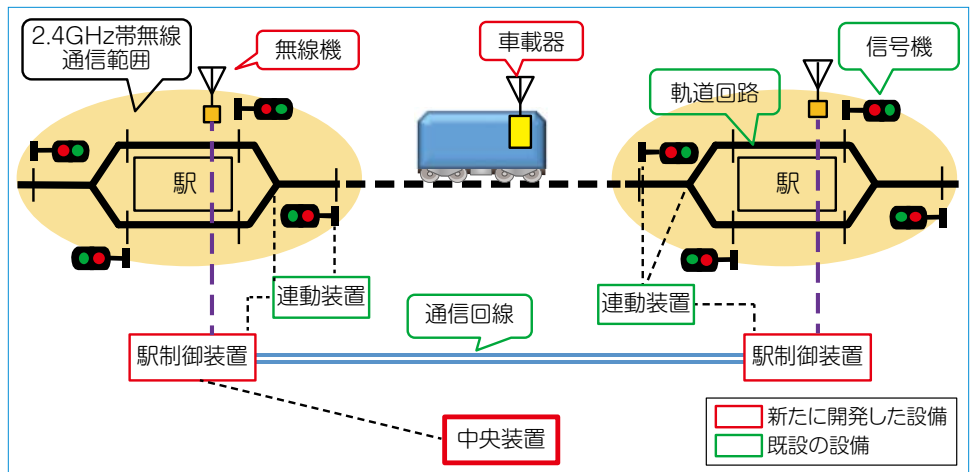 2.4GHz帯無線
通信範囲
無線機
車載器
信号機
軌道回路
駅
駅
連動装置
連動装置
通信回線
駅制御装置
駅制御装置
中央装置
新たに開発した設備
既設の設備